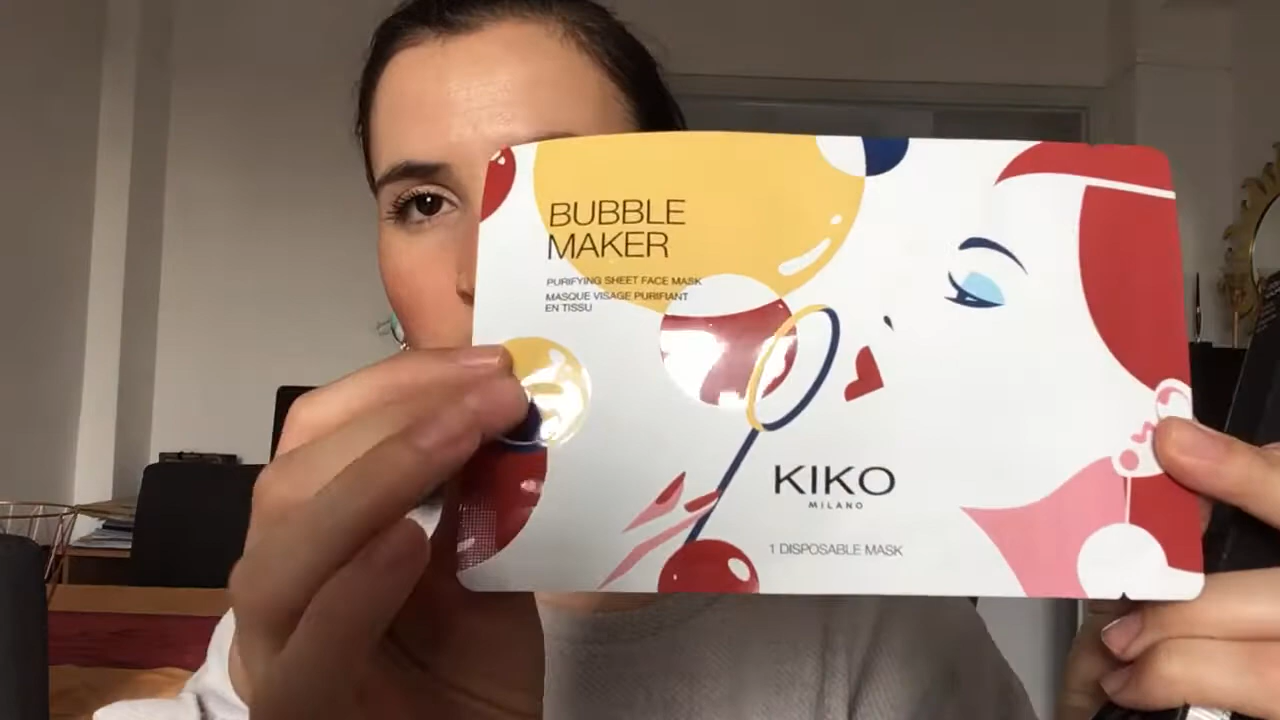 BUBBLE
MAKER
PURIFYING SHEET FACE MASK
MASQUE VISAGE PURIFIANT
EN TISSU
KIKO
MILANO
1 DISPOSABLE MASK